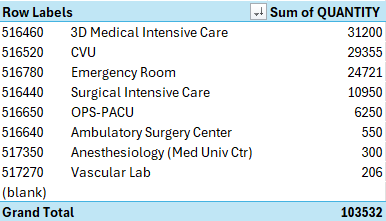 Row Labels Sum of QUANTITY
516460 3D Medical Intensive Care 31200
516520 CVU 29355
516780 Emergency Room 24721
516440 Surgical Intensive Care 10950
516650 OPS-PACU 6250
516640 Ambulatory Surgery Center 550
517350 Anesthesiology (Med Univ Ctr) 300
517270 Vascular Lab 206
(blank)
Grand Total 103532